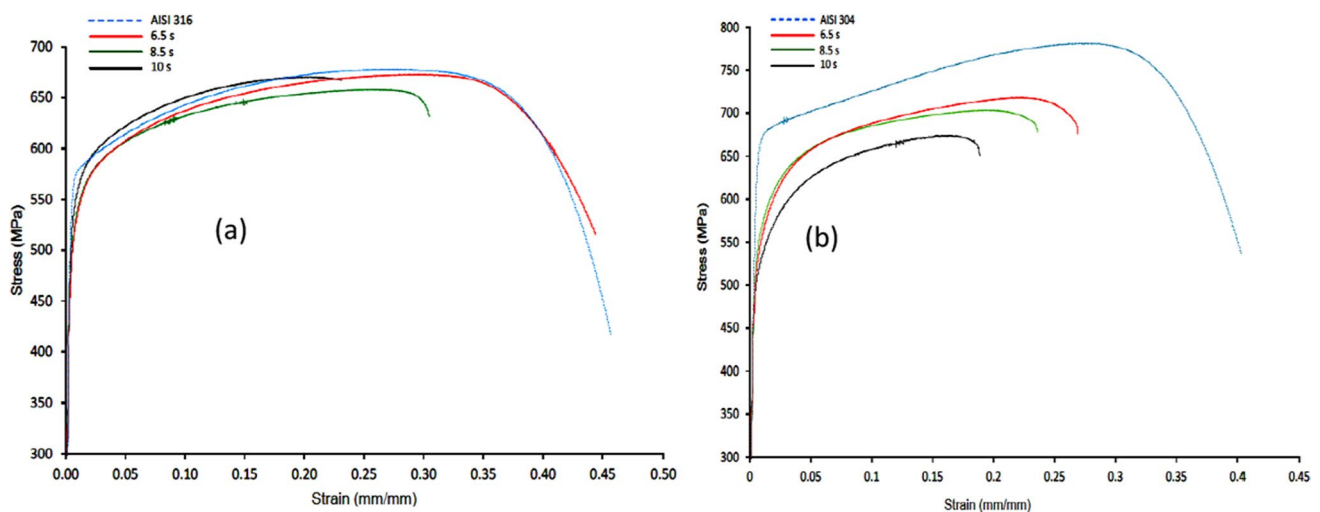 AISI 316
6.5 s
8.5 s
10 s
700
650
600
550
500
450
400
350
300
0.00 0.05 0.10 0.15 0.20 0.25 0.30 0.35 0.40 0.45 0.50
Stress (MPa)
Strain (mm/mm)
(a)
AISI 304
6.5 s
8.5 s
10 s
800
750
700
650
600
550
500
450
400
350
300
0 0.05 0.1 0.15 0.2 0.25 0.3 0.35 0.4 0.45
Stress (MPa)
Strain (mm/mm)
(b)